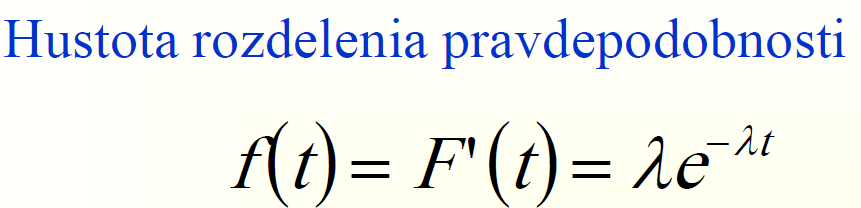 Hustota rozdelenia pravdepodobnosti
f(t) = F'(t) = λe^{-λt}